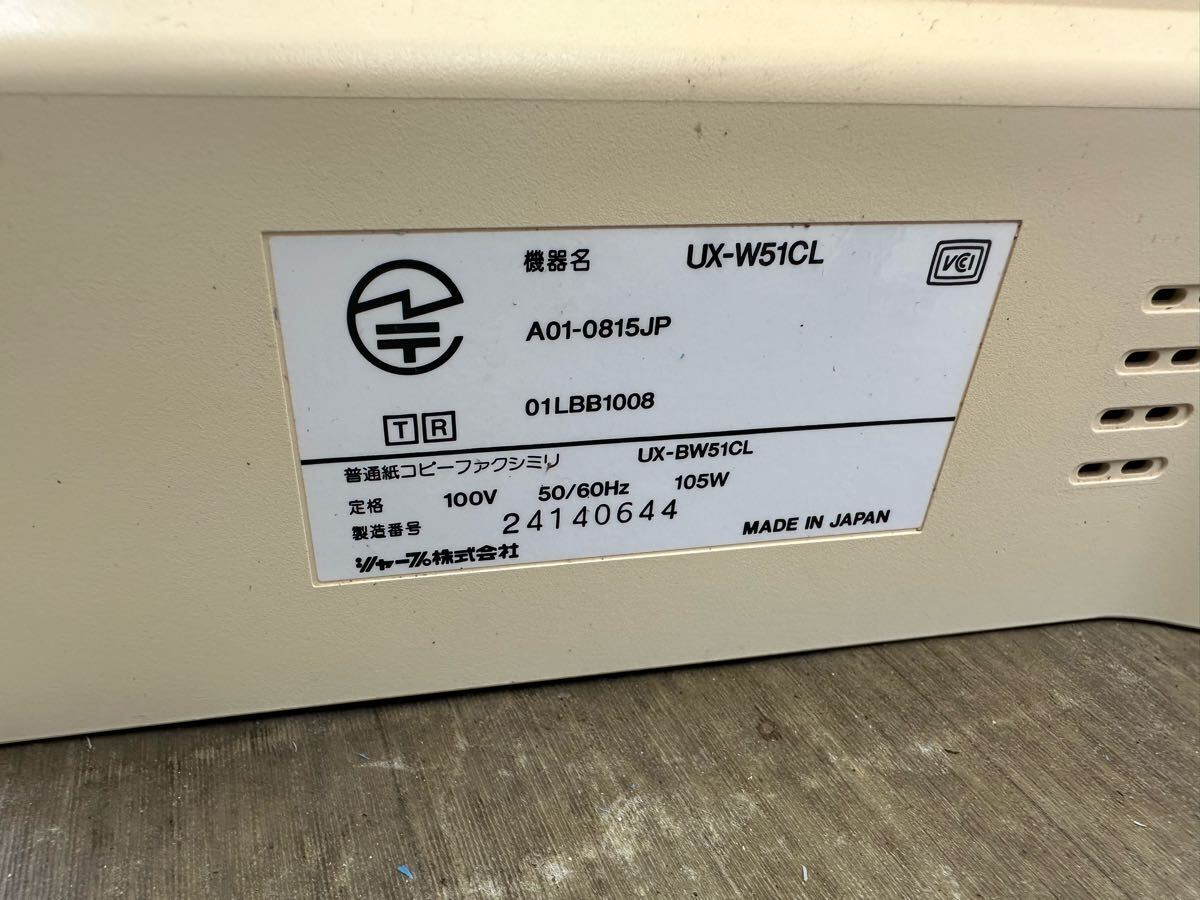 機器名 UX-W51CL
VCI
A01-0815JP
T R 01LBB1008
普通紙コピーファクシミリ UX-BW51CL
定格 100V 50/60Hz 105W
製造番号 24140644
シャープ株式会社 MADE IN JAPAN